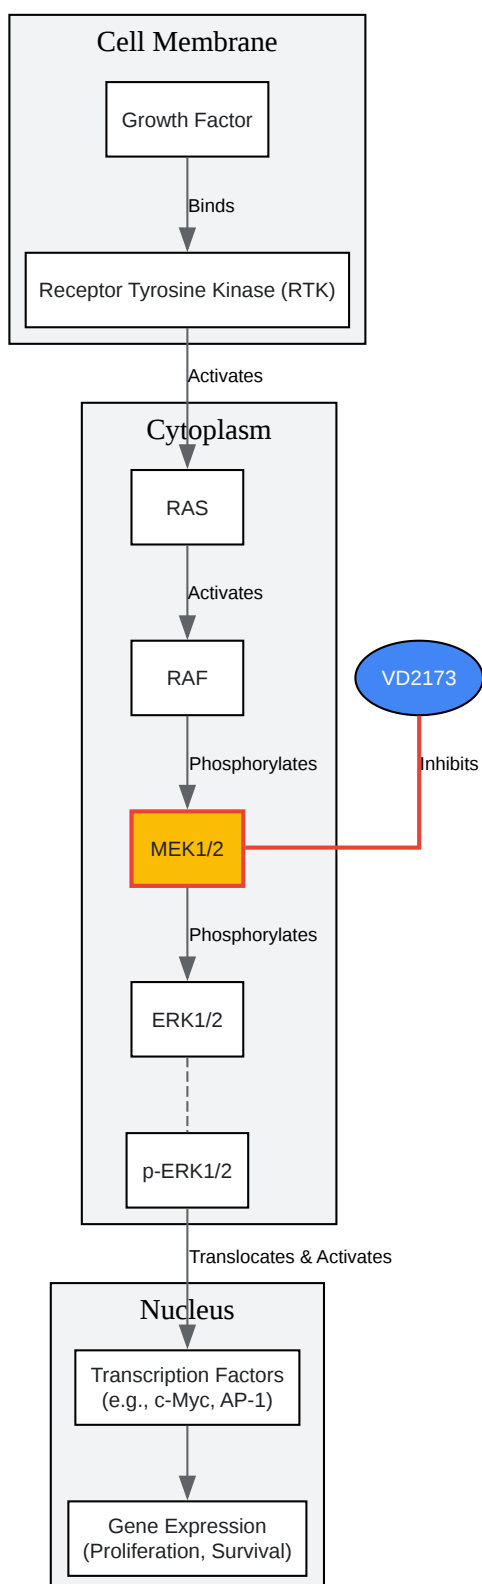 Cell Membrane
Growth Factor
Binds
Receptor Tyrosine Kinase (RTK)
Activates
Cytoplasm
RAS
Activates
RAF
VD2173
Phosphorylates
Inhibits
MEK1/2
Phosphorylates
ERK1/2
p-ERK1/2
Translocates & Activates
Nucleus
Transcription Factors
(e.g., c-Myc, AP-1)
Gene Expression
(Proliferation, Survival)